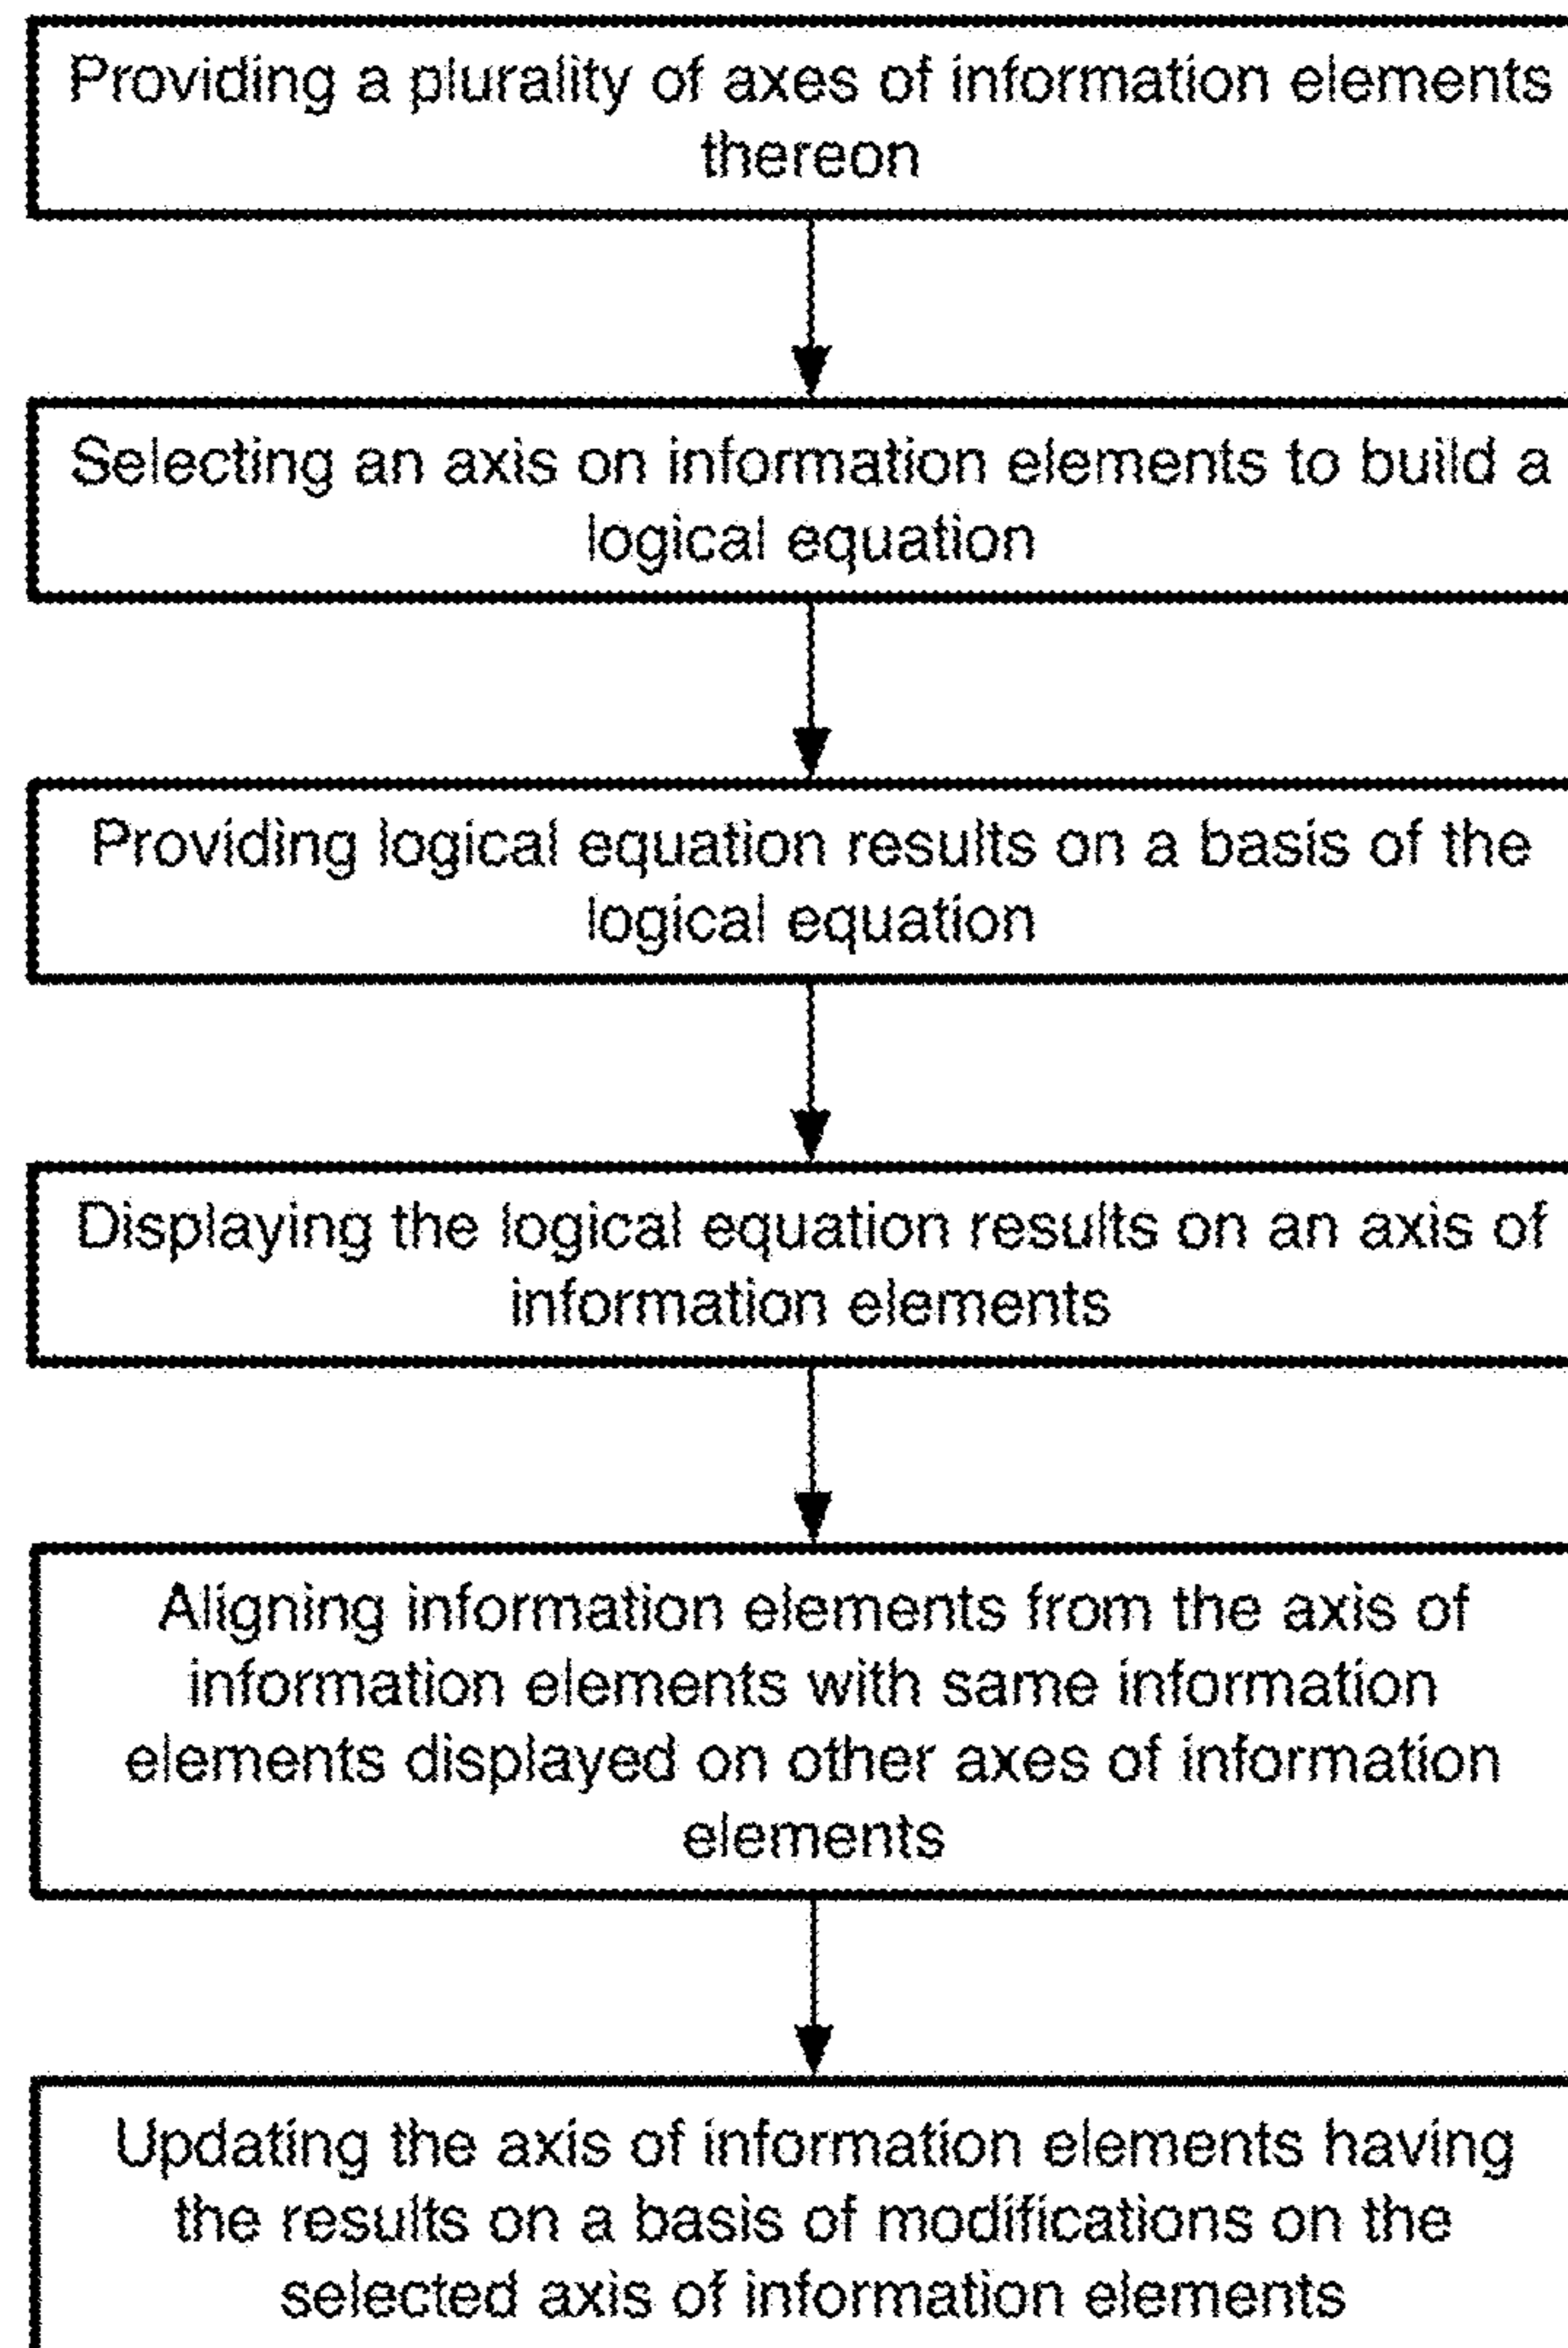 Providing a plurality of axes of information elements
thereon
Selecting an axis on information elements to build a
logical equation
Providing logical equation results on a basis of the
logical equation
Displaying the logical equation results on an axis of
information elements
Aligning information elements from the axis of
information elements with same information
elements displayed on other axes of information
elements
Updating the axis of information elements having
the results on a basis of modifications on the
selected axis of information elements